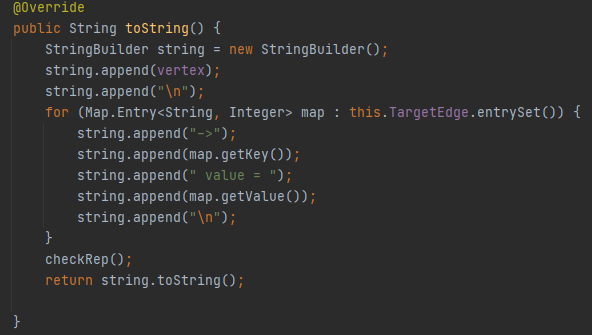 @Override
public String toString() {
    StringBuilder string = new StringBuilder();
    string.append(vertex);
    string.append("\n");
    for (Map.Entry<String, Integer> map : this.TargetEdge.entrySet()) {
        string.append("->");
        string.append(map.getKey());
        string.append(" value = ");
        string.append(map.getValue());
        string.append("\n");
    }
    checkRep();
    return string.toString();

}